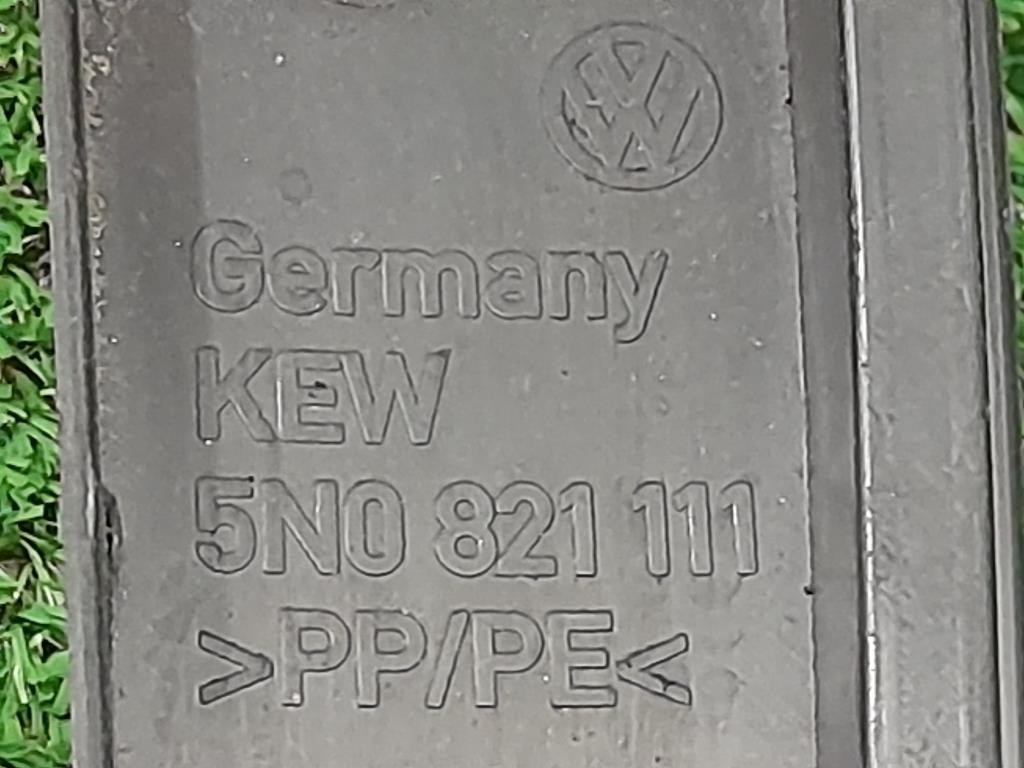 Germany
KEW
5N0 821 111
>PP/PE<